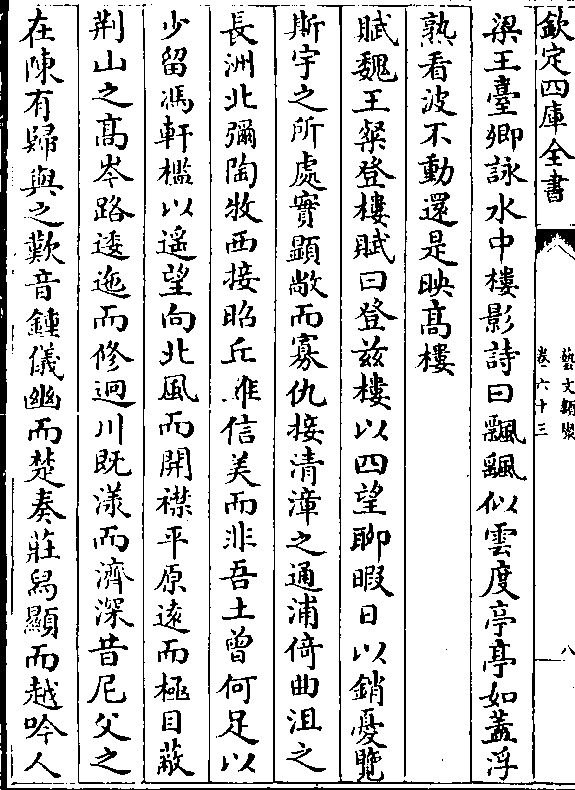 欽定四庫全書
藝文類聚
卷六十三
八
梁王臺卿詠水中樓影詩曰飄飄似雲度亭亭如蓋浮
熟看波不動還是映高樓
賦魏王粲登樓賦曰登茲樓以四望聊暇日以銷憂覽
斯宇之所處實顯敞而寡仇接清漳之通浦倚曲沮之
長洲北彌陶牧西接昭丘雖信美而非吾土曾何足以
少留馮軒檻以遥望向北風而開襟平原遠而極目蔽
荆山之高岑路逶迤而修迥川既漾而濟深昔尼父之
在陳有歸與之歎音鍾儀幽而楚奏莊舄顯而越吟人